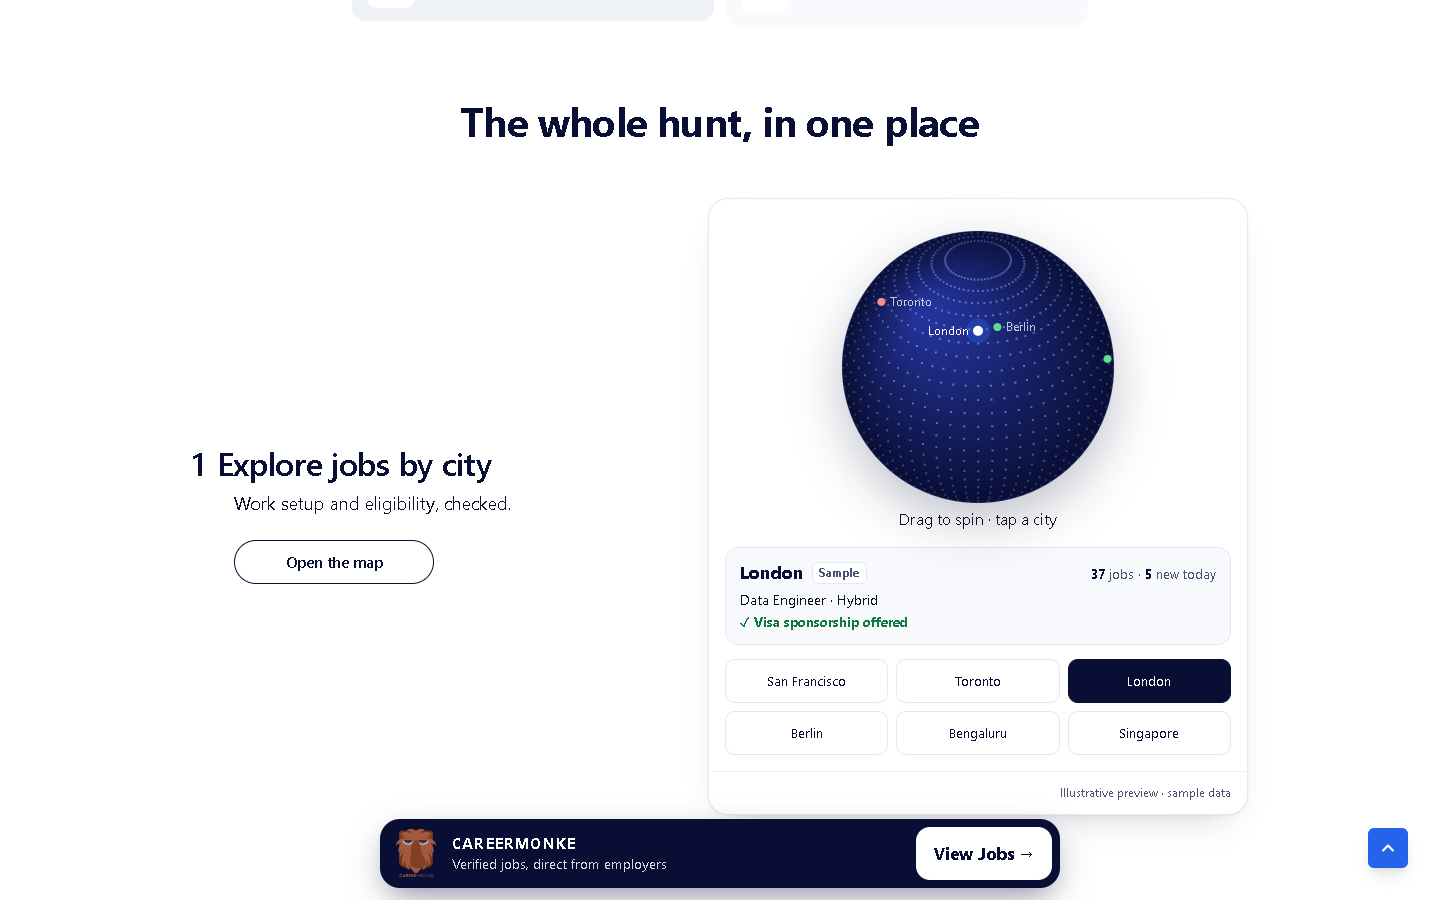 The whole hunt, in one place
1 Explore jobs by city
Work setup and eligibility, checked.
Open the map
Toronto
London
Berlin
Drag to spin · tap a city
London Sample 37 jobs · 5 new today
Data Engineer · Hybrid
✓ Visa sponsorship offered
San Francisco Toronto London
Berlin Bengaluru Singapore
Illustrative preview · sample data
CAREERMONKE
Verified jobs, direct from employers
View Jobs →